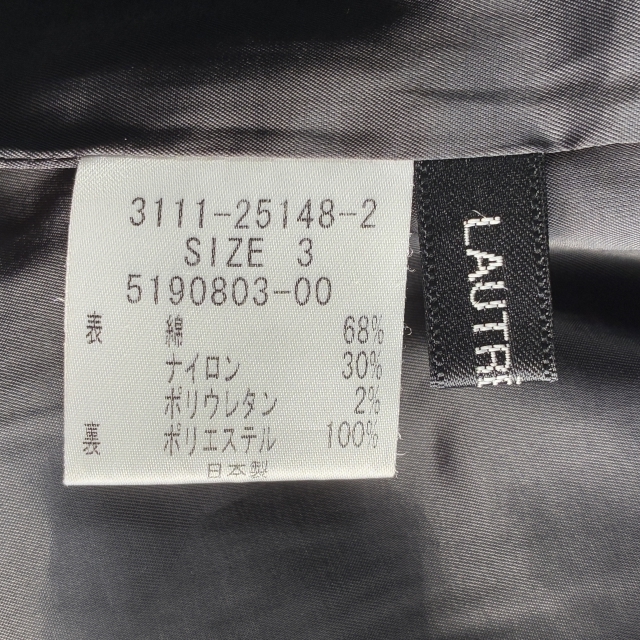 3111-25148-2
SIZE 3
5190803-00
表 綿 68%
ナイロン 30%
ポリウレタン 2%
裏 ポリエステル 100%
日本製
LAUTRÉ